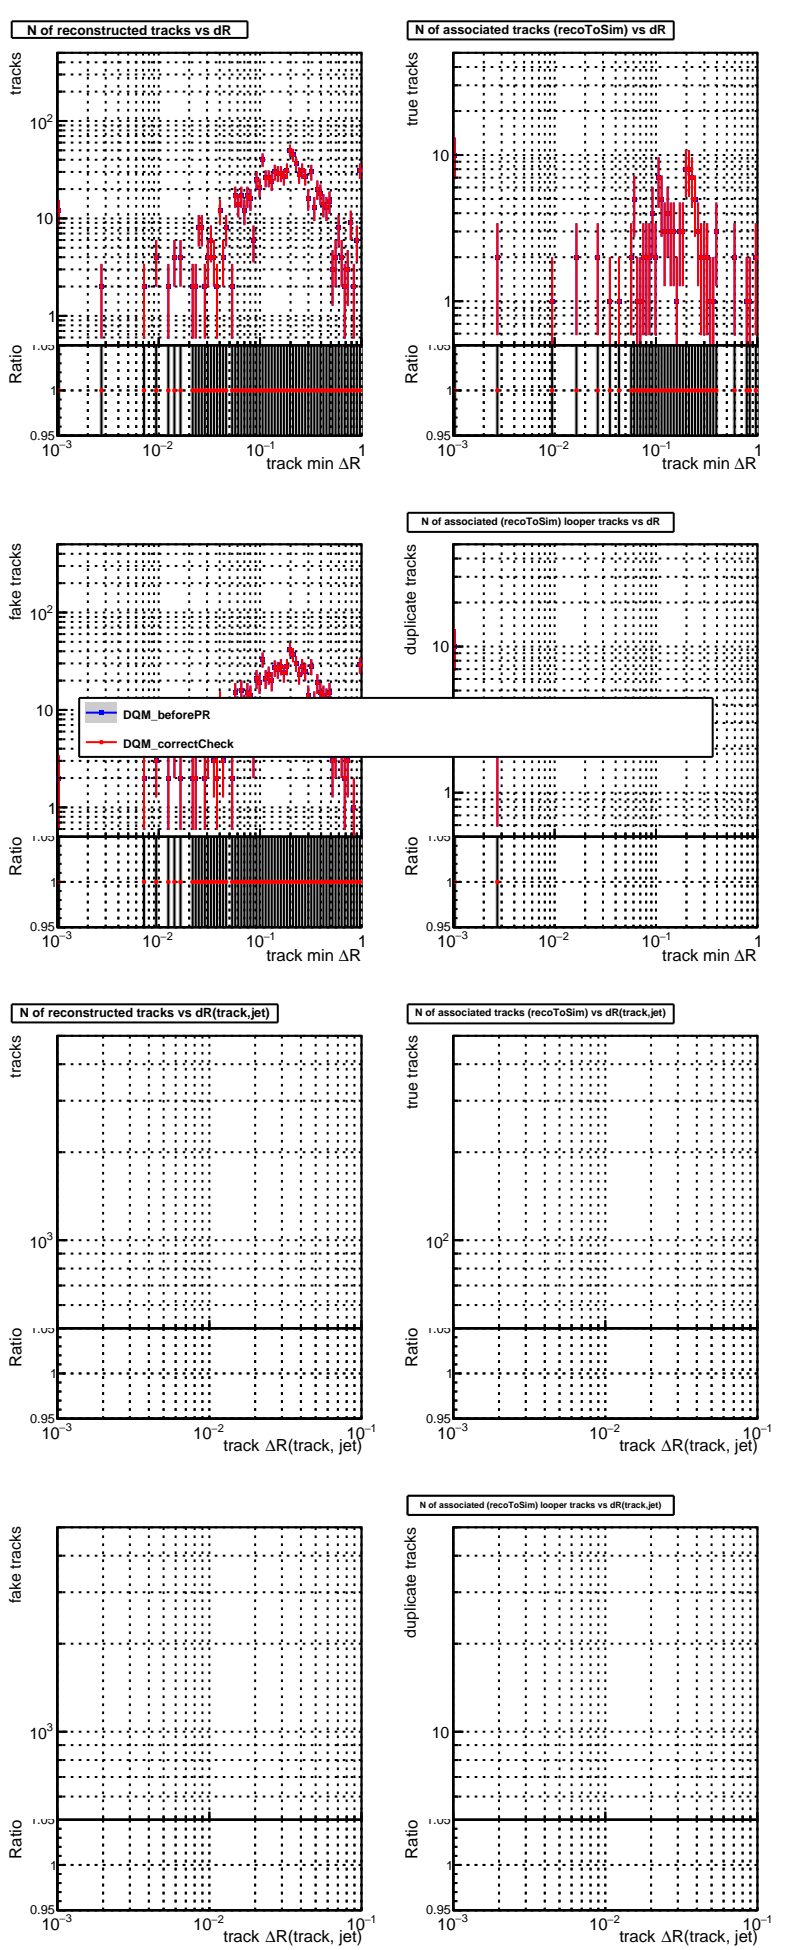 N of reconstructed tracks vs dR
tracks
10²
10
1
Ratio
1.05
1
0.95
10⁻³
10⁻²
10⁻¹
1
track min ΔR
N of associated tracks (recoToSim) vs dR
true tracks
10
1
Ratio
1.05
1
0.95
10⁻³
10⁻²
10⁻¹
1
track min ΔR
fake tracks
10²
10
1
Ratio
1.05
1
0.95
10⁻³
10⁻²
10⁻¹
1
track min ΔR
N of associated (recoToSim) looper tracks vs dR
duplicate tracks
10
1
Ratio
1.05
1
0.95
10⁻³
10⁻²
10⁻¹
1
track min ΔR
DQM_beforePR
DQM_correctCheck
N of reconstructed tracks vs dR(track,jet)
tracks
10³
Ratio
1.05
1
0.95
10⁻³
10⁻²
10⁻¹
track ΔR(track, jet)
N of associated tracks (recoToSim) vs dR(track,jet)
true tracks
10²
Ratio
1.05
1
0.95
10⁻³
10⁻²
10⁻¹
track ΔR(track, jet)
fake tracks
10³
Ratio
1.05
1
0.95
10⁻³
10⁻²
10⁻¹
track ΔR(track, jet)
N of associated (recoToSim) looper tracks vs dR(track,jet)
duplicate tracks
10
Ratio
1.05
1
0.95
10⁻³
10⁻²
10⁻¹
track ΔR(track, jet)